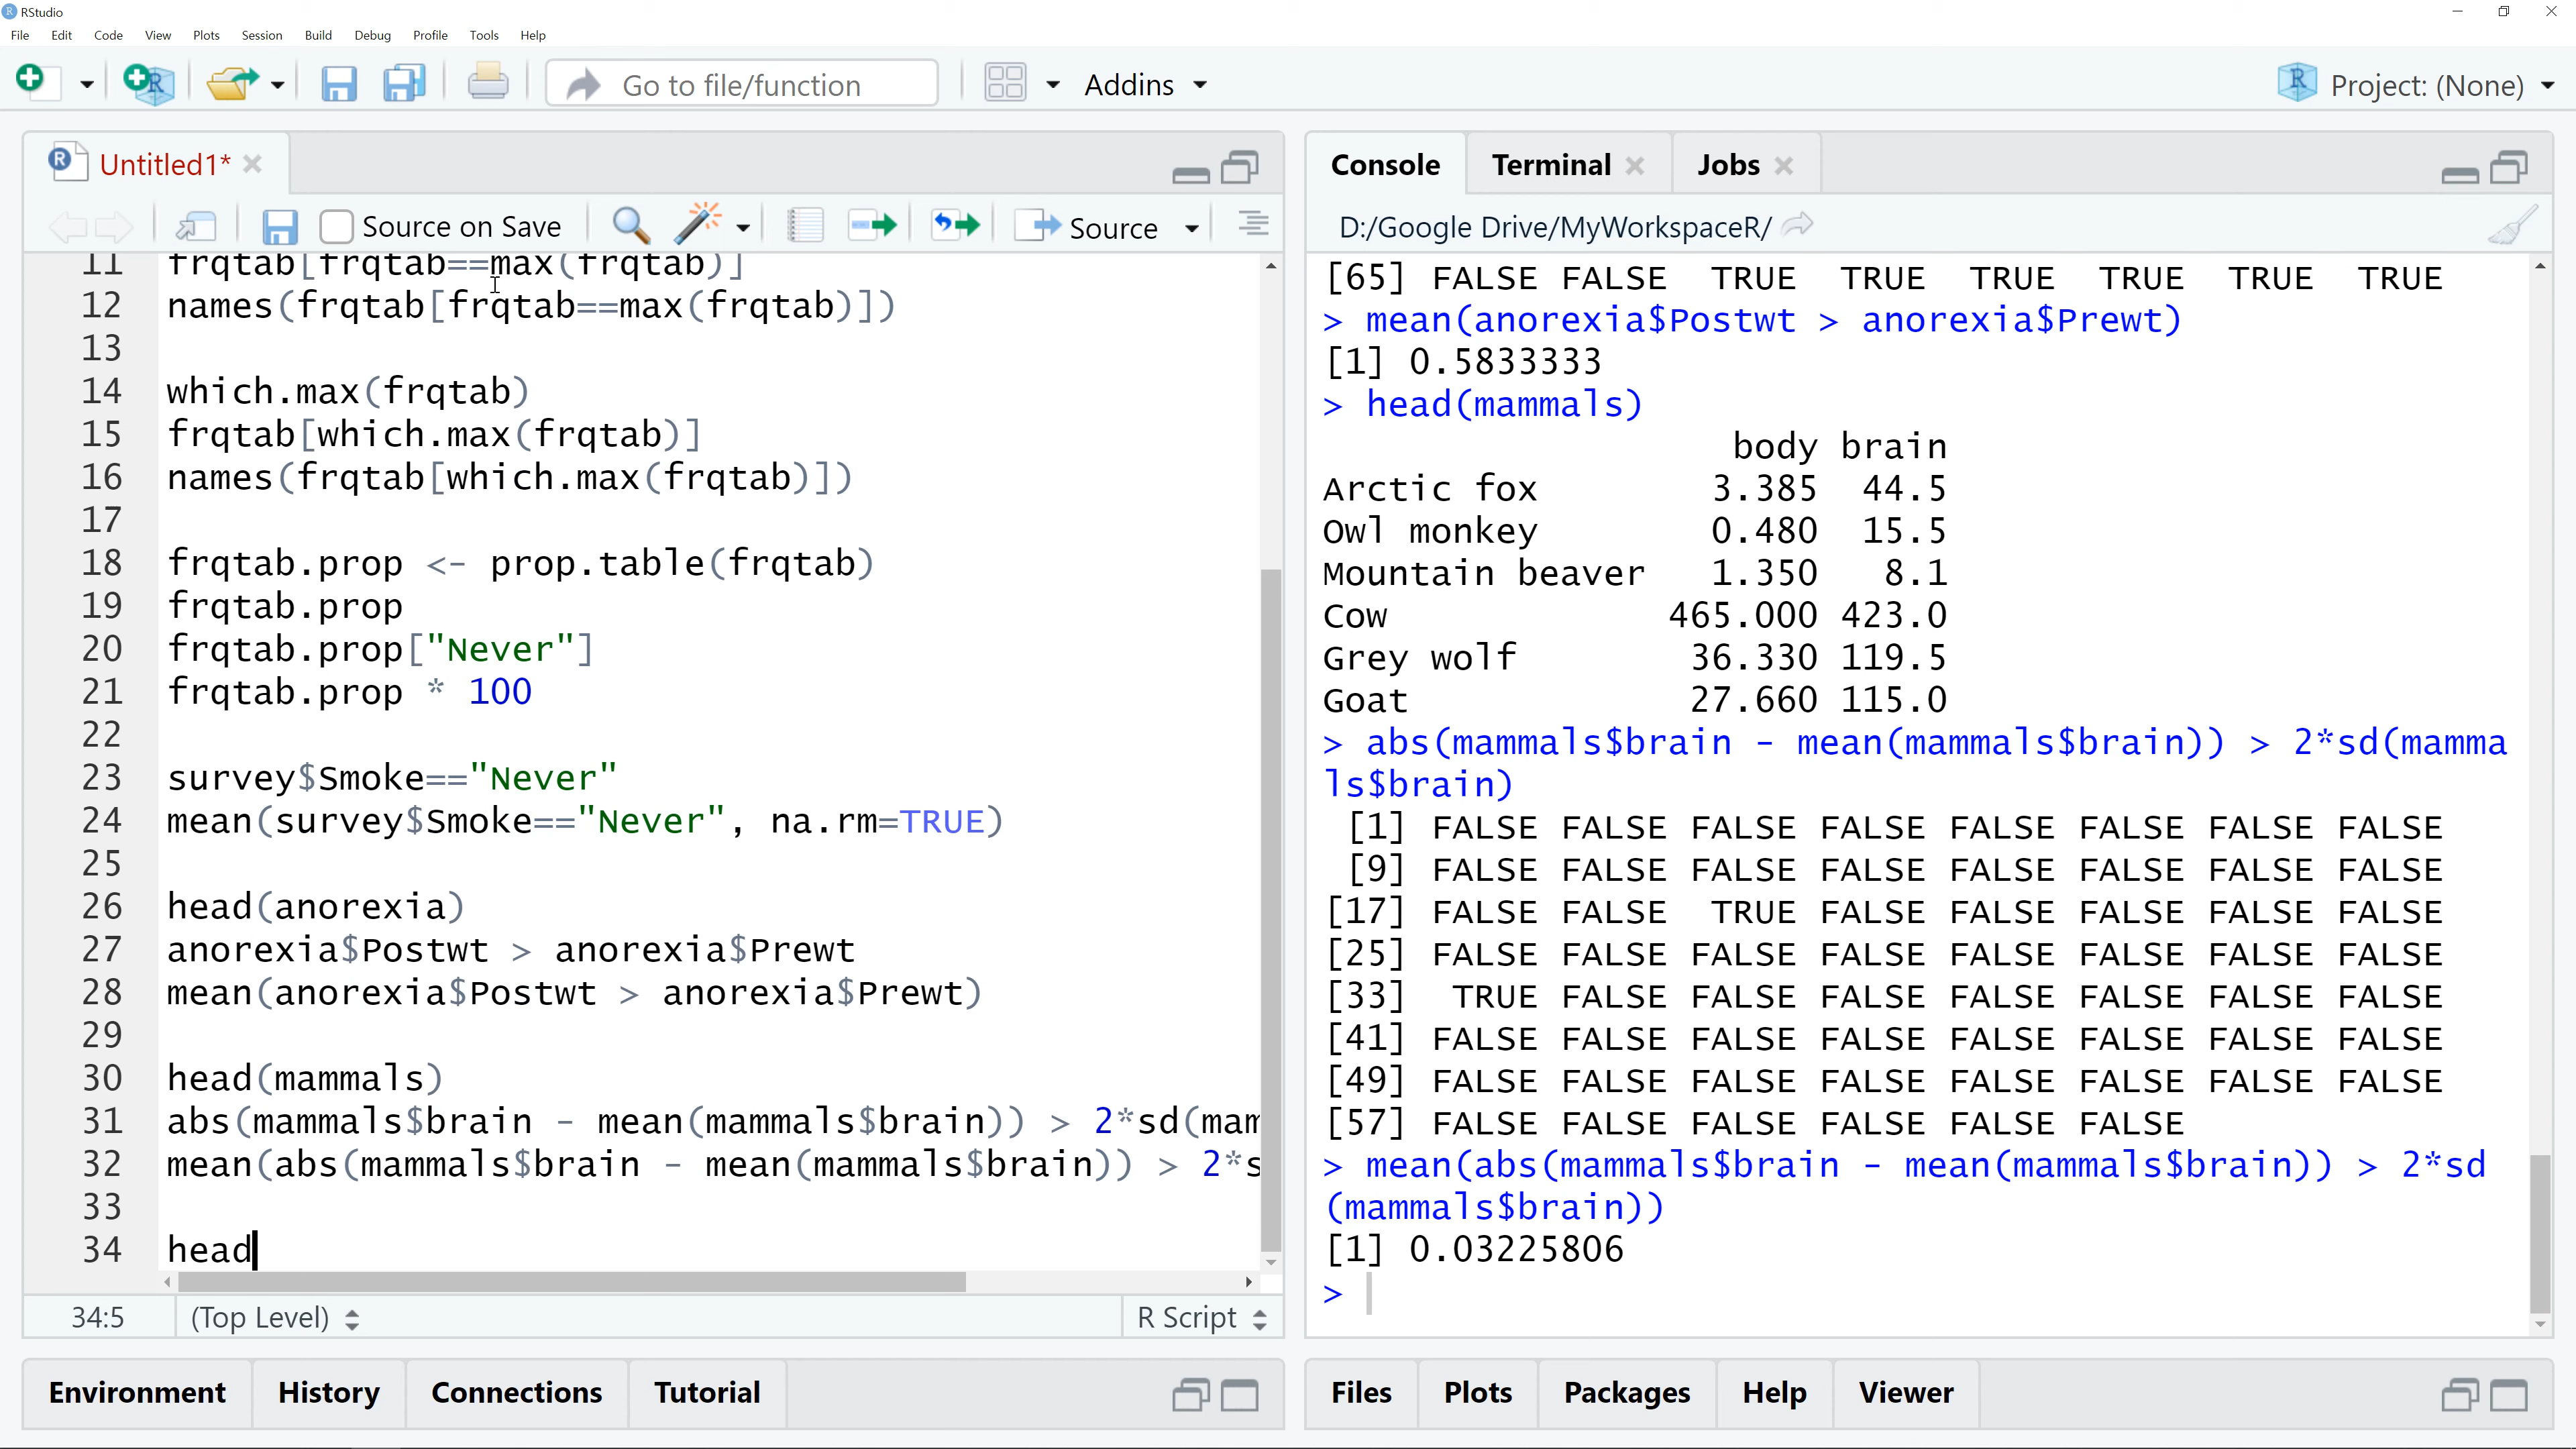 RStudio
File Edit Code View Plots Session Build Debug Profile Tools Help
Go to file/function Addins Project: (None)
Untitled1*
Source on Save Source
11 frqtab[frqtab==max(frqtab)]
12 names(frqtab[frqtab==max(frqtab)])
13
14 which.max(frqtab)
15 frqtab[which.max(frqtab)]
16 names(frqtab[which.max(frqtab)])
17
18 frqtab.prop <- prop.table(frqtab)
19 frqtab.prop
20 frqtab.prop["Never"]
21 frqtab.prop * 100
22
23 survey$Smoke=="Never"
24 mean(survey$Smoke=="Never", na.rm=TRUE)
25
26 head(anorexia)
27 anorexia$Postwt > anorexia$Prewt
28 mean(anorexia$Postwt > anorexia$Prewt)
29
30 head(mammals)
31 abs(mammals$brain - mean(mammals$brain)) > 2*sd(mam
32 mean(abs(mammals$brain - mean(mammals$brain)) > 2*s
33
34 head
34:5 (Top Level) R Script
Environment History Connections Tutorial
Console Terminal Jobs
D:/Google Drive/MyWorkspaceR/
[65] FALSE FALSE TRUE TRUE TRUE TRUE TRUE TRUE
> mean(anorexia$Postwt > anorexia$Prewt)
[1] 0.5833333
> head(mammals)
body brain
Arctic fox 3.385 44.5
Owl monkey 0.480 15.5
Mountain beaver 1.350 8.1
Cow 465.000 423.0
Grey wolf 36.330 119.5
Goat 27.660 115.0
> abs(mammals$brain - mean(mammals$brain)) > 2*sd(mamma
ls$brain)
[1] FALSE FALSE FALSE FALSE FALSE FALSE FALSE FALSE
[9] FALSE FALSE FALSE FALSE FALSE FALSE FALSE FALSE
[17] FALSE FALSE TRUE FALSE FALSE FALSE FALSE FALSE
[25] FALSE FALSE FALSE FALSE FALSE FALSE FALSE FALSE
[33] TRUE FALSE FALSE FALSE FALSE FALSE FALSE FALSE
[41] FALSE FALSE FALSE FALSE FALSE FALSE FALSE FALSE
[49] FALSE FALSE FALSE FALSE FALSE FALSE FALSE FALSE
[57] FALSE FALSE FALSE FALSE FALSE FALSE
> mean(abs(mammals$brain - mean(mammals$brain)) > 2*sd
(mammals$brain))
[1] 0.03225806
>
Files Plots Packages Help Viewer